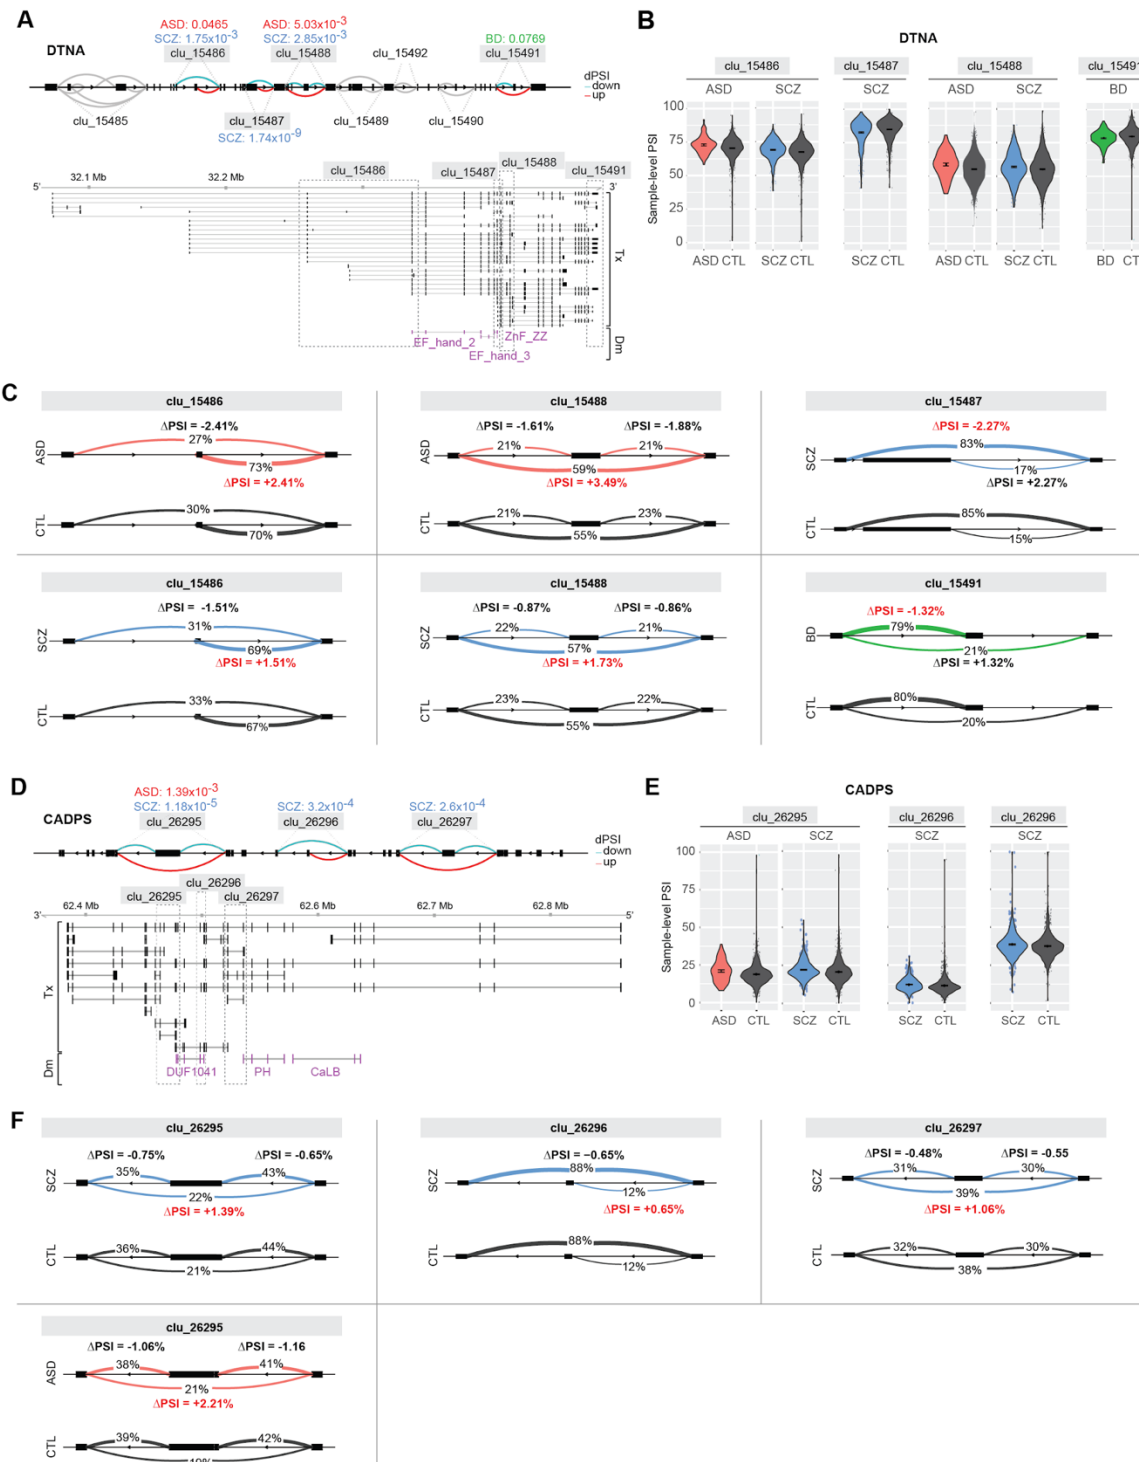 A
ASD: 0.0465
SCZ: 1.75x10-3
clu_15486
ASD: 5.03x10-3
SCZ: 2.85x10-3
clu_15488
clu_15492
BD: 0.0769
clu_15491
DTNA
dPSI
down
up
clu_15485
clu_15487
SCZ: 1.74x10-9
clu_15489
clu_15490
32.1 Mb
32.2 Mb
clu_15486
clu_15487
clu_15488
clu_15491
5'
3'
Tx
Dm
EF_hand_2
ZnF_ZZ
EF_hand_3
B
DTNA
clu_15486
clu_15487
clu_15488
clu_1549
ASD
SCZ
SCZ
ASD
SCZ
BD
Sample-level PSI
100
75
50
25
0
ASD CTL
SCZ CTL
SCZ CTL
ASD CTL
SCZ CTL
BD
C
clu_15486
ΔPSI = -2.41%
27%
ASD
73%
ΔPSI = +2.41%
30%
CTL
70%
clu_15488
ΔPSI = -1.61%
ΔPSI = -1.88%
21%
21%
ASD
59%
ΔPSI = +3.49%
21%
23%
CTL
55%
clu_15487
ΔPSI = -2.27%
83%
SCZ
17%
ΔPSI = +2.27%
85%
CTL
15%
clu_15486
ΔPSI = -1.51%
31%
SCZ
69%
ΔPSI = +1.51%
33%
CTL
67%
clu_15488
ΔPSI = -0.87%
ΔPSI = -0.86%
22%
21%
SCZ
57%
ΔPSI = +1.73%
23%
22%
CTL
55%
clu_15491
ΔPSI = -1.32%
79%
BD
21%
ΔPSI = +1.32%
80%
CTL
20%
D
ASD: 1.39x10-3
SCZ: 1.18x10-5
clu_26295
SCZ: 3.2x10-4
clu_26296
SCZ: 2.6x10-4
clu_26297
CADPS
dPSI
down
up
clu_26295
clu_26296
clu_26297
62.4 Mb
62.6 Mb
62.7 Mb
62.8 Mb
3'
5'
Tx
Dm
DUF1041
PH
CaLB
E
CADPS
clu_26295
clu_26296
clu_26296
ASD
SCZ
SCZ
SCZ
Sample-level PSI
100
75
50
25
0
ASD CTL
SCZ CTL
SCZ CTL
SCZ CTL
F
clu_26295
ΔPSI = -0.75%
ΔPSI = -0.65%
35%
43%
SCZ
22%
ΔPSI = +1.39%
36%
44%
CTL
21%
clu_26296
ΔPSI = −0.65%
88%
SCZ
12%
ΔPSI = +0.65%
88%
CTL
12%
clu_26297
ΔPSI = -0.48%
ΔPSI = -0.55
31%
30%
SCZ
39%
ΔPSI = +1.06%
32%
30%
CTL
38%
clu_26295
ΔPSI = -1.06%
ΔPSI = -1.16
38%
41%
ASD
21%
ΔPSI = +2.21%
39%
42%
CTL